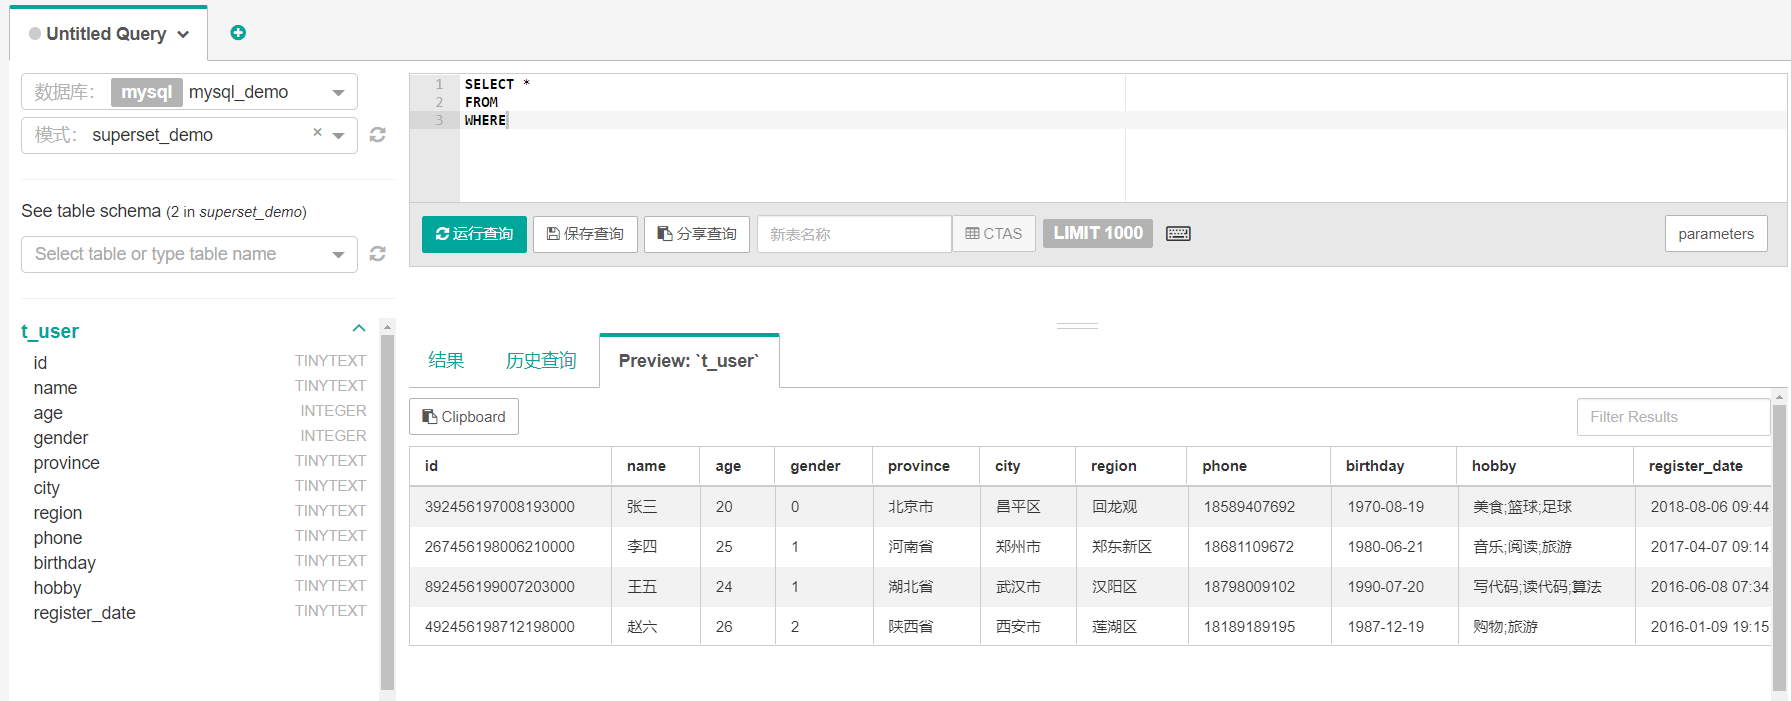 Untitled Query
数据库： mysql mysql_demo
模式： superset_demo ×
See table schema (2 in superset_demo)
Select table or type table name
t_user
id TINYTEXT
name TINYTEXT
age INTEGER
gender INTEGER
province TINYTEXT
city TINYTEXT
region TINYTEXT
phone TINYTEXT
birthday TINYTEXT
hobby TINYTEXT
register_date TINYTEXT
1 SELECT *
2 FROM
3 WHERE
运行查询 保存查询 分享查询 新表名称 CTAS LIMIT 1000 parameters
结果 历史查询 Preview: `t_user`
Clipboard Filter Results
id name age gender province city region phone birthday hobby register_date
392456197008193000 张三 20 0 北京市 昌平区 回龙观 18589407692 1970-08-19 美食;篮球;足球 2018-08-06 09:44
267456198006210000 李四 25 1 河南省 郑州市 郑东新区 18681109672 1980-06-21 音乐;阅读;旅游 2017-04-07 09:14
892456199007203000 王五 24 1 湖北省 武汉市 汉阳区 18798009102 1990-07-20 写代码;读代码;算法 2016-06-08 07:34
492456198712198000 赵六 26 2 陕西省 西安市 莲湖区 18189189195 1987-12-19 购物;旅游 2016-01-09 19:15